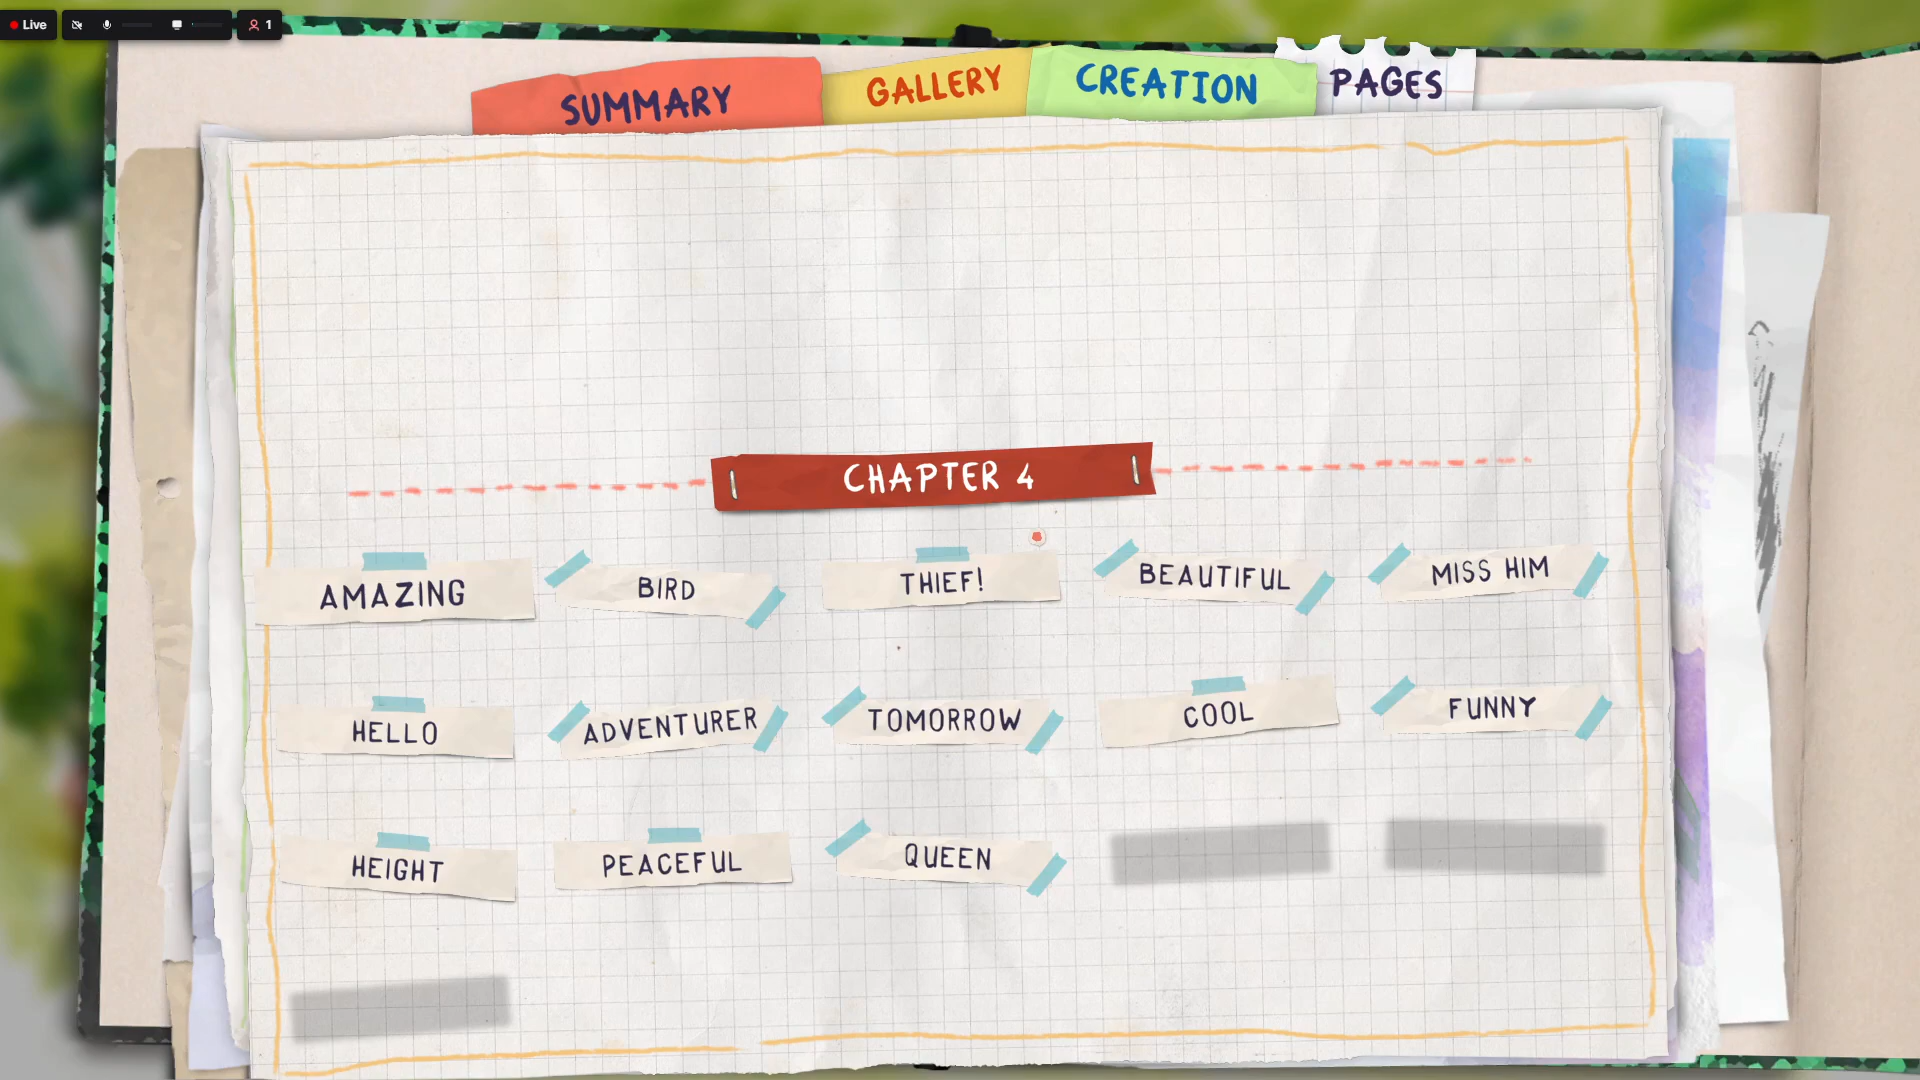 Live
1
SUMMARY
GALLERY
CREATION
PAGES
CHAPTER 4
AMAZING
BIRD
THIEF!
BEAUTIFUL
MISS HIM
HELLO
ADVENTURER
TOMORROW
COOL
FUNNY
HEIGHT
PEACEFUL
QUEEN